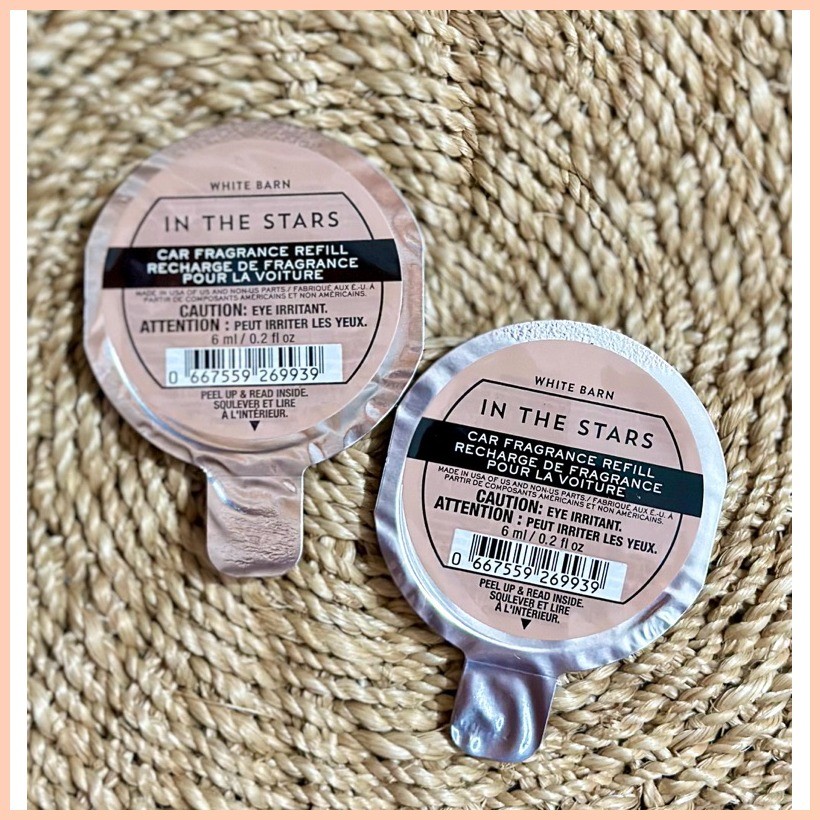 WHITE BARN
IN THE STARS
CAR FRAGRANCE REFILL
RECHARGE DE FRAGRANCE
POUR LA VOITURE
MADE IN USA OF US AND NON-US PARTS./ FABRIQUÉ AUX É.-U. À
PARTIR DE COMPOSANTS AMÉRICAINS ET NON AMÉRICAINS.
CAUTION: EYE IRRITANT.
ATTENTION : PEUT IRRITER LES YEUX.
6 ml / 0.2 fl oz
0 667559 269939
PEEL UP & READ INSIDE.
SOULEVER ET LIRE
À L'INTÉRIEUR.
WHITE BARN
IN THE STARS
CAR FRAGRANCE REFILL
RECHARGE DE FRAGRANCE
POUR LA VOITURE
MADE IN USA OF US AND NON-US PARTS./ FABRIQUÉ AUX É.-U. À
PARTIR DE COMPOSANTS AMÉRICAINS ET NON AMÉRICAINS.
CAUTION: EYE IRRITANT.
ATTENTION : PEUT IRRITER LES YEUX.
6 ml / 0.2 fl oz
0 667559 269939
PEEL UP & READ INSIDE.
SOULEVER ET LIRE
À L'INTÉRIEUR.